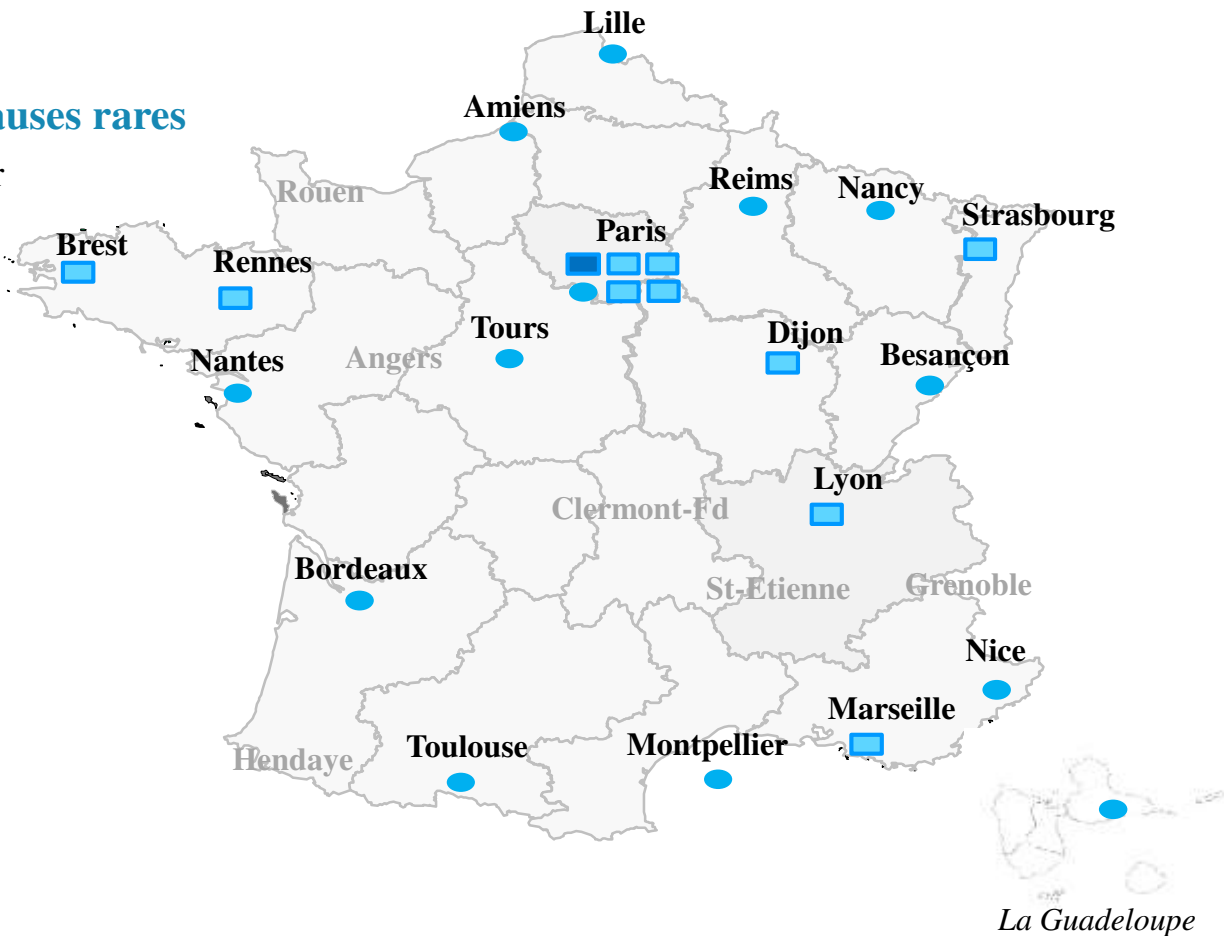 Lille
Amiens
auses rares
Reims
Nancy
Rouen
Strasbourg
Paris
Brest
Rennes
Tours
Dijon
Nantes
Angers
Besançon
Lyon
Clermont-Fd
Bordeaux
St-Etienne
Grenoble
Nice
Marseille
Toulouse
Montpellier
Hendaye
La Guadeloupe